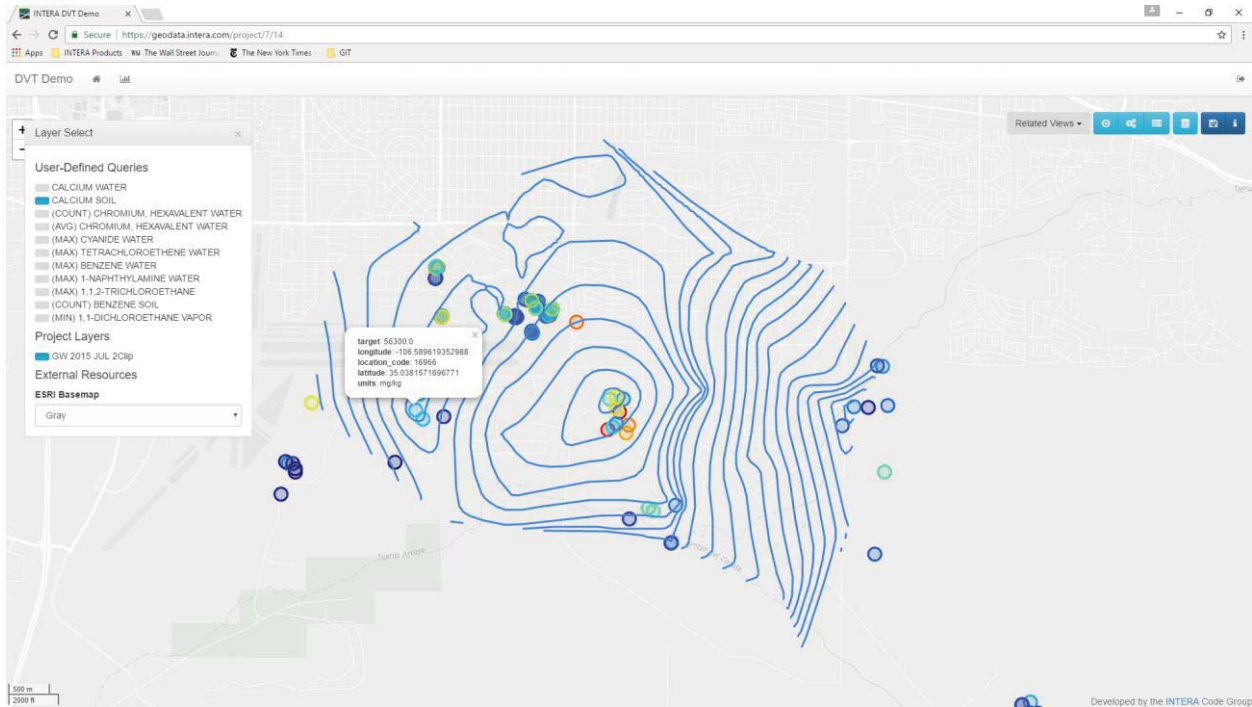 INTERA DVT Demo
Secure | https://geodata.intera.com/project/7/14
Apps INTERA Products WSJ The Wall Street Journ The New York Times - GIT
DVT Demo
Related Views
+ Layer Select ×
−
User-Defined Queries
CALCIUM WATER
CALCIUM SOIL
(COUNT) CHROMIUM, HEXAVALENT WATER
(AVG) CHROMIUM, HEXAVALENT WATER
(MAX) CYANIDE WATER
(MAX) TETRACHLOROETHENE WATER
(MAX) BENZENE WATER
(MAX) 1-NAPHTHYLAMINE WATER
(MAX) 1,1,2-TRICHLOROETHANE
(COUNT) BENZENE SOIL
(MIN) 1,1-DICHLOROETHANE VAPOR
Project Layers
GW 2015 JUL 2Clip
External Resources
ESRI Basemap
Gray
target: 56300.0
longitude: -106.589619352988
location_code: 16966
latitude: 35.0381571696771
units: mg/kg
Tijeras Arroyo
500 m
2000 ft
Developed by the INTERA Code Group